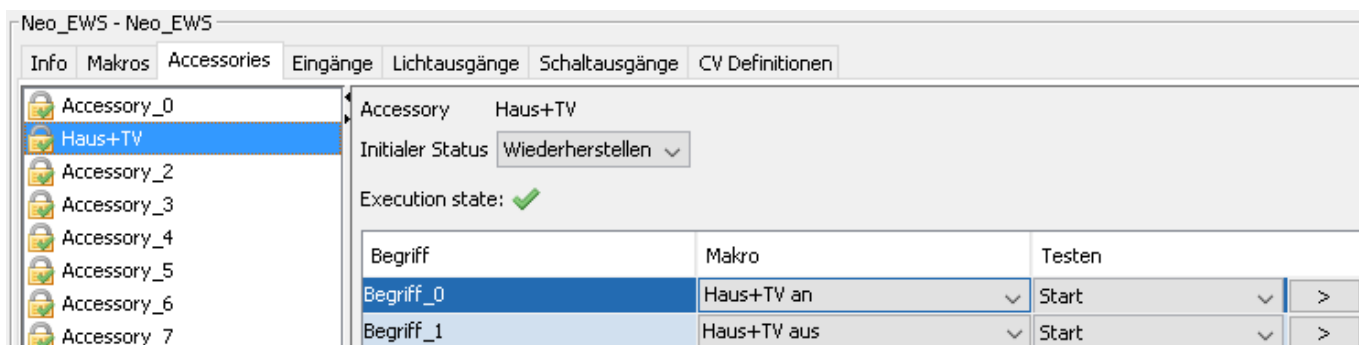 Neo_EWS - Neo_EWS
Info Makros Accessories Eingänge Lichtausgänge Schaltausgänge CV Definitionen
Accessory_0
Haus+TV
Accessory_2
Accessory_3
Accessory_4
Accessory_5
Accessory_6
Accessory_7
Accessory Haus+TV
Initialer Status Wiederherstellen
Execution state:
Begriff Makro Testen
Begriff_0 Haus+TV an Start >
Begriff_1 Haus+TV aus Start >